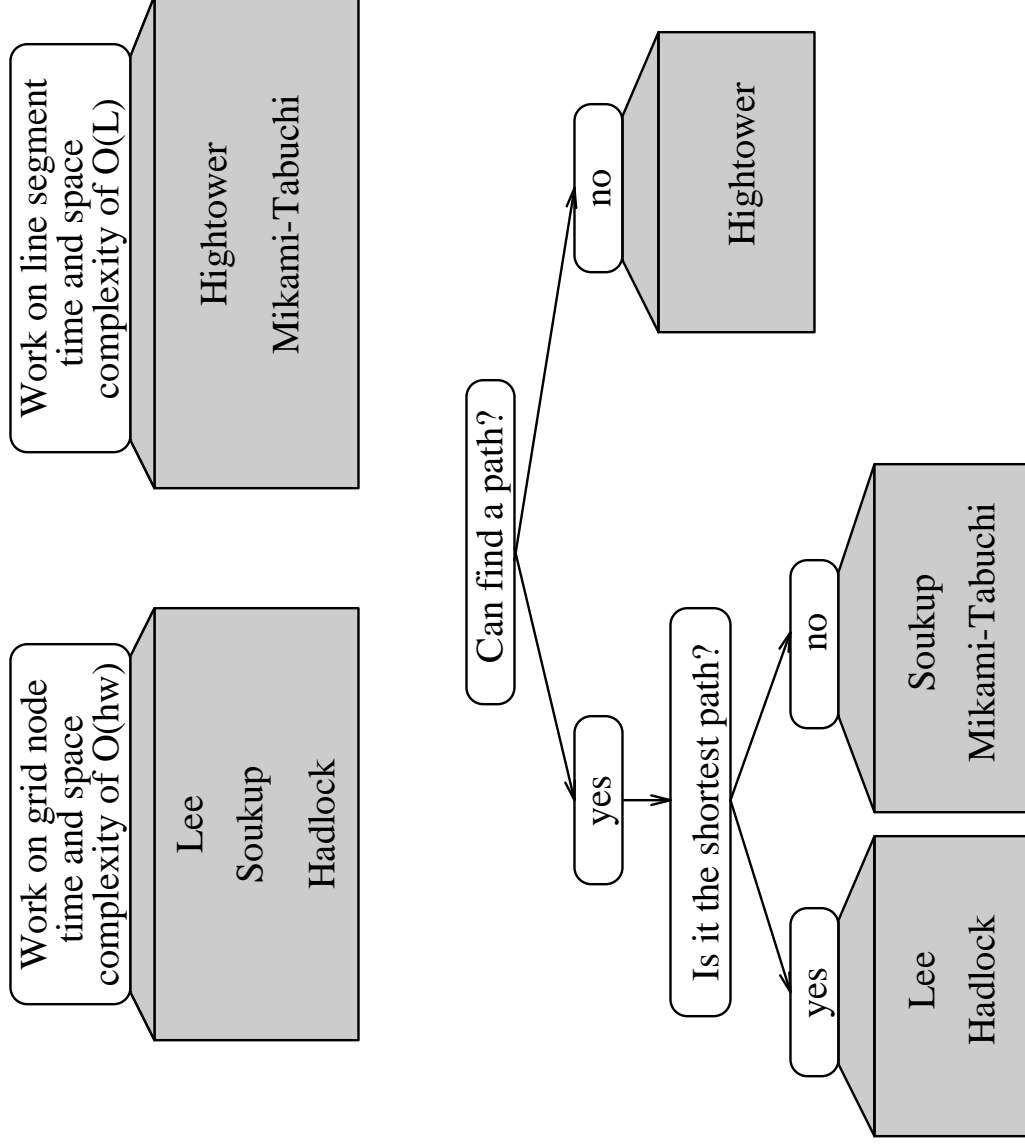 Work on grid node
time and space
complexity of O(hw)
Lee
Soukup
Hadlock
Work on line segment
time and space
complexity of O(L)
Hightower
Mikami-Tabuchi
Can find a path?
yes
no
Hightower
Is it the shortest path?
yes
no
Lee
Hadlock
Soukup
Mikami-Tabuchi